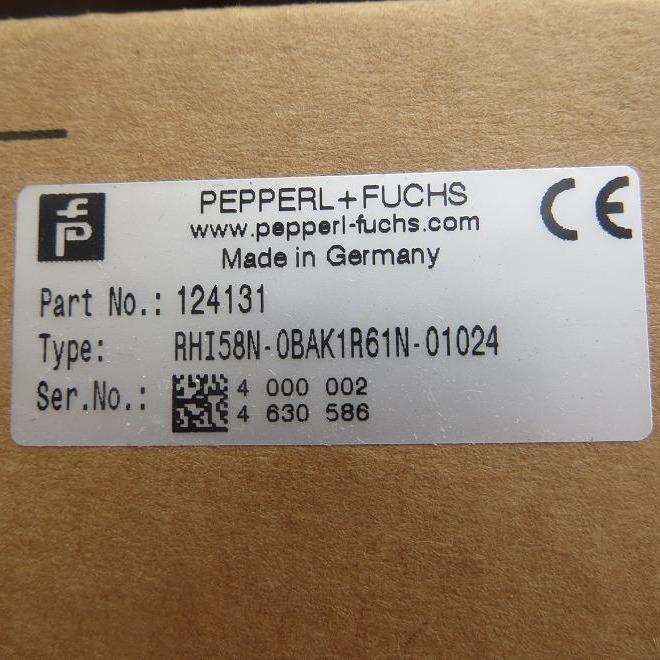 PEPPERL+FUCHS
www.pepperl-fuchs.com
Made in Germany
CE
Part No.: 124131
Type: RHI58N-0BAK1R61N-01024
Ser.No.: 4 000 002
4 630 586